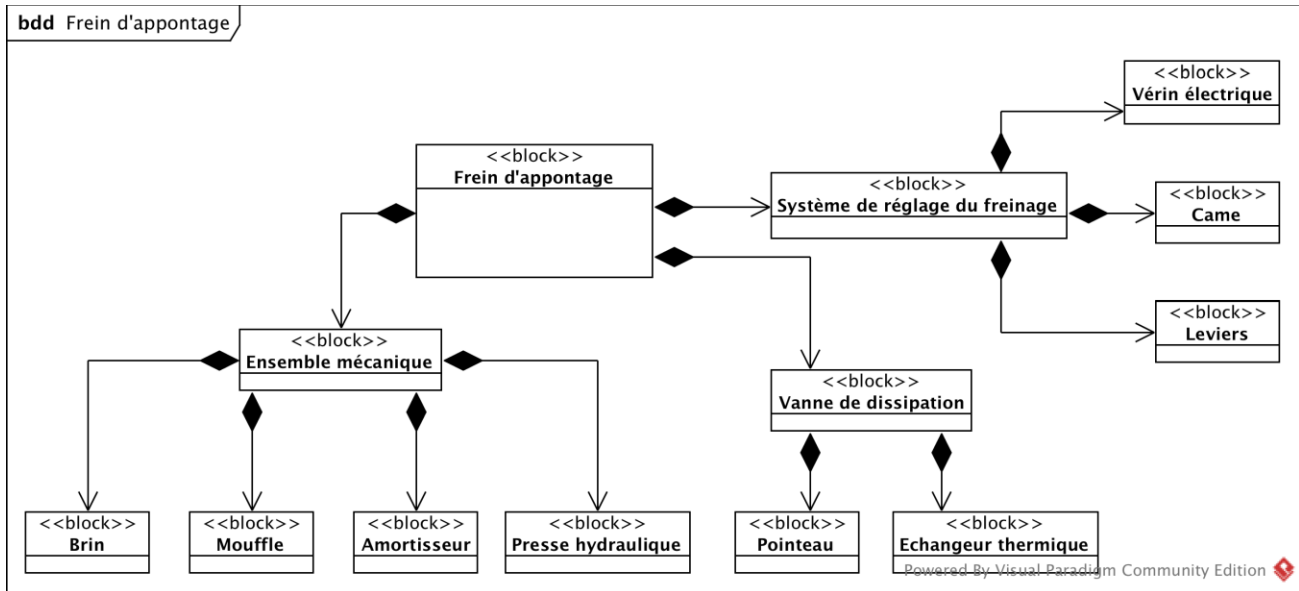 bdd Frein d'appontage
<<block>>
Vérin électrique
<<block>>
Frein d'appontage
<<block>>
Système de réglage du freinage
<<block>>
Came
<<block>>
Leviers
<<block>>
Ensemble mécanique
<<block>>
Vanne de dissipation
<<block>>
Brin
<<block>>
Mouffle
<<block>>
Amortisseur
<<block>>
Presse hydraulique
<<block>>
Pointeau
<<block>>
Echangeur thermique
Powered By Visual Paradigm Community Edition